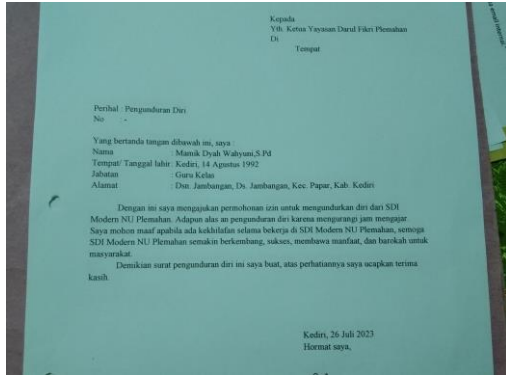 Kepada
Yth. Ketua Yayasan Darul Fikri Plemahan
Di
Tempat
Perihal : Pengunduran Diri
No : -
Yang bertanda tangan dibawah ini, saya :
Nama : Mamik Dyah Wahyuni,S.Pd
Tempat/ Tanggal lahir : Kediri, 14 Agustus 1992
Jabatan : Guru Kelas
Alamat : Dsn. Jambangan, Ds. Jambangan, Kec. Papar, Kab. Kediri
Dengan ini saya mengajukan permohonan izin untuk mengundurkan diri dari SDI
Modern NU Plemahan. Adapun alas an pengunduran diri karena mengurangi jam mengajar.
Saya mohon maaf apabila ada kekhilafan selama bekerja di SDI Modern NU Plemahan, semoga
SDI Modern NU Plemahan semakin berkembang, sukses, membawa manfaat, dan barokah untuk
masyarakat.
Demikian surat pengunduran diri ini saya buat, atas perhatiannya saya ucapkan terima
kasih.
Kediri, 26 Juli 2023
Hormat saya,